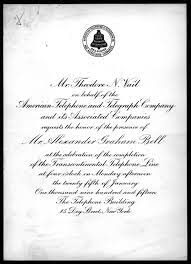 Mr. Theodore N. Vail
on behalf of the
American Telephone and Telegraph Company
and its Associated Companies
requests the honor of the presence of
Mr. Alexander Graham Bell
at the celebration of the completion
of the Transcontinental Telephone Line
at four o'clock on Monday afternoon
the twenty fifth of January
One thousand nine hundred and fifteen
The Telephone Building
15 Dey Street, New York